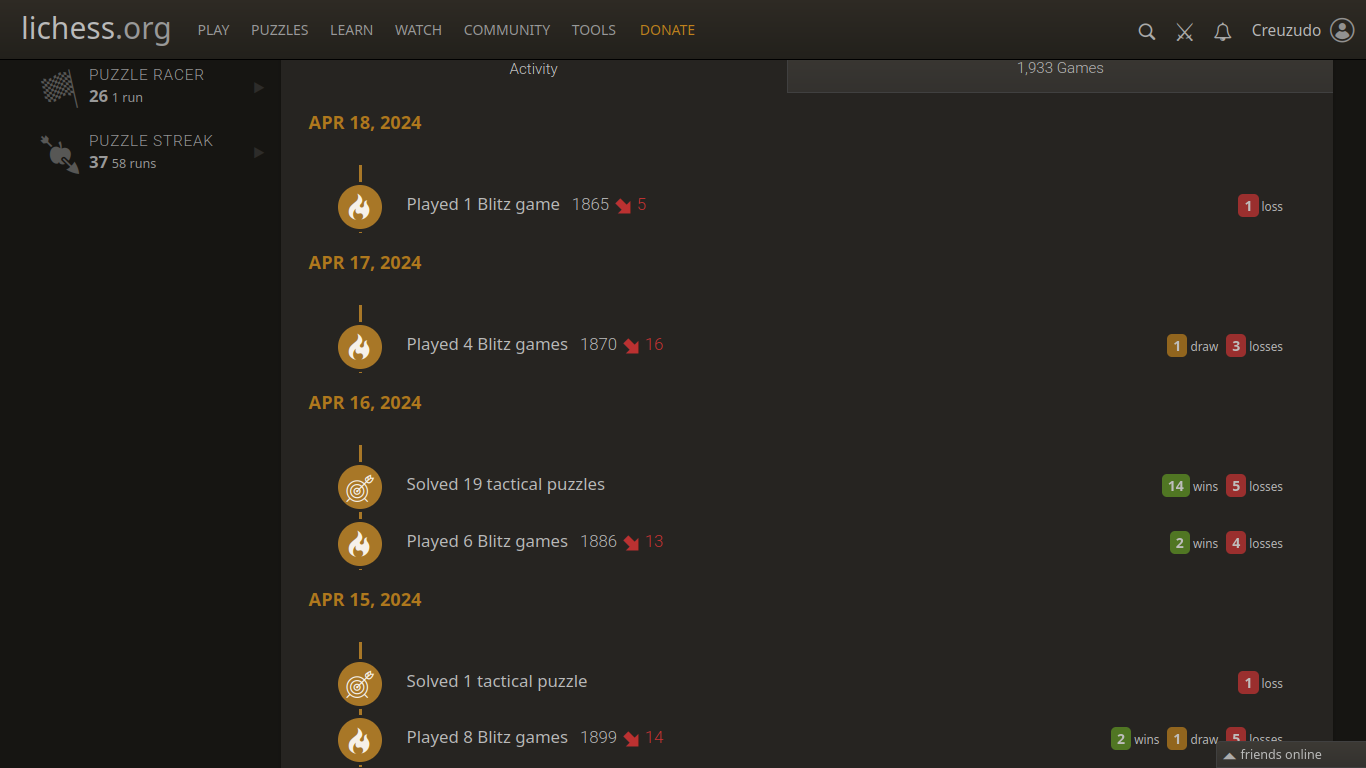 lichess.org PLAY PUZZLES LEARN WATCH COMMUNITY TOOLS DONATE Creuzudo
PUZZLE RACER
26 1 run
PUZZLE STREAK
37 58 runs
Activity 1,933 Games
APR 18, 2024
Played 1 Blitz game 1865 5 1 loss
APR 17, 2024
Played 4 Blitz games 1870 16 1 draw 3 losses
APR 16, 2024
Solved 19 tactical puzzles 14 wins 5 losses
Played 6 Blitz games 1886 13 2 wins 4 losses
APR 15, 2024
Solved 1 tactical puzzle 1 loss
Played 8 Blitz games 1899 14 2 wins 1 draw 5 losses
friends online